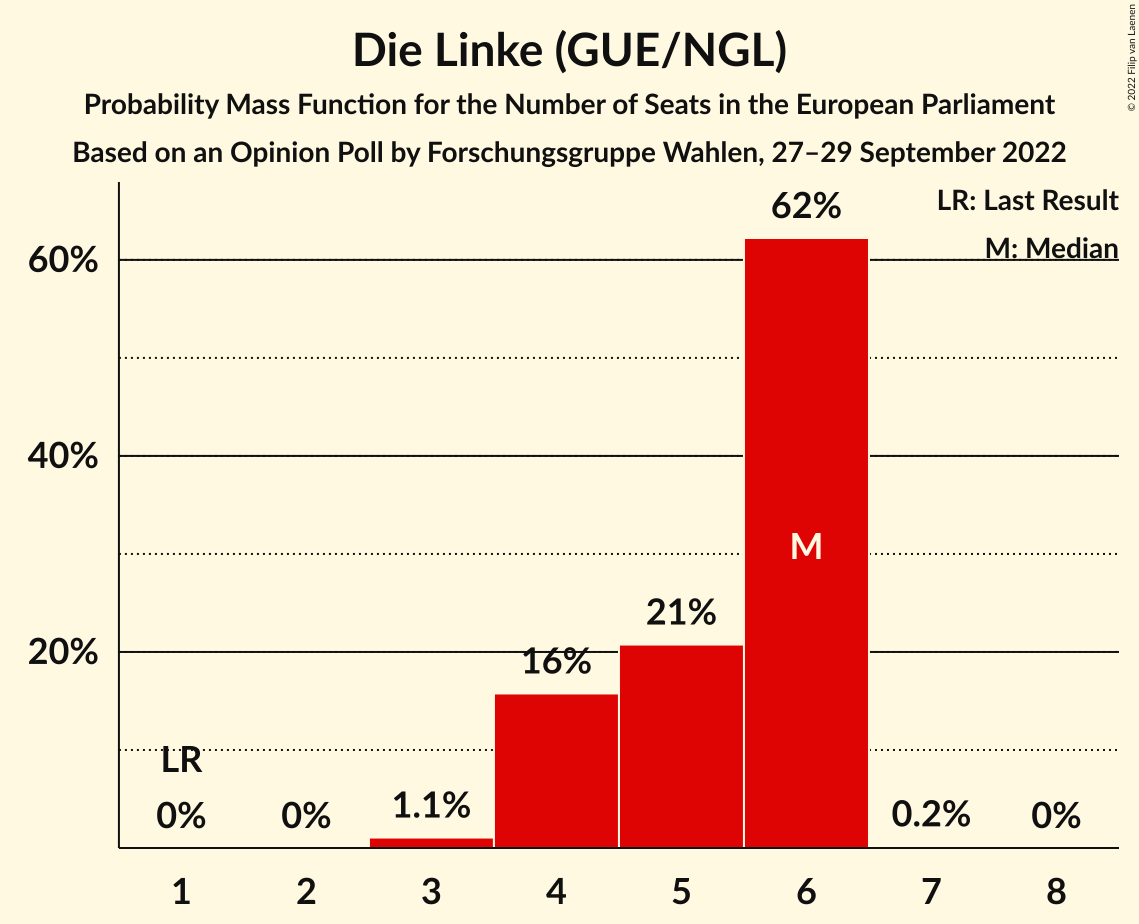 Die Linke (GUE/NGL)
Probability Mass Function for the Number of Seats in the European Parliament
Based on an Opinion Poll by Forschungsgruppe Wahlen, 27–29 September 2022
© 2022 Filip van Laenen
LR: Last Result
M: Median
62%
60%
40%
M
21%
20%
16%
LR
0%
0%
1.1%
0.2%
0%
1 2 3 4 5 6 7 8